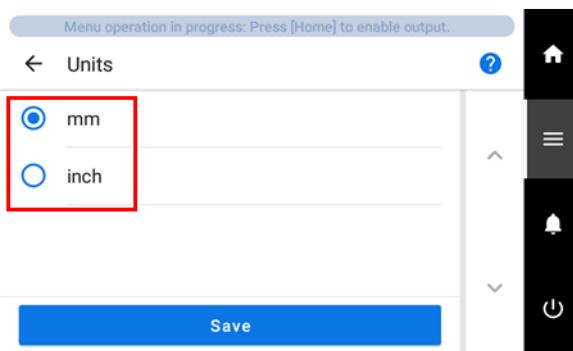 Menu operation in progress: Press [Home] to enable output.
Units
?
mm
inch
Save